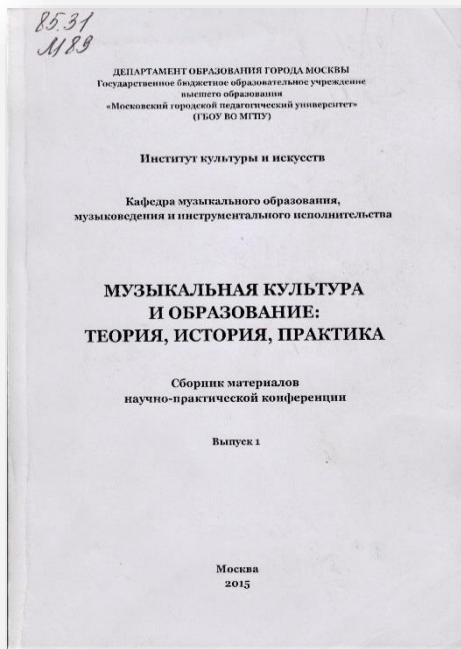 85.31
М89
ДЕПАРТАМЕНТ ОБРАЗОВАНИЯ ГОРОДА МОСКВЫ
Государственное бюджетное образовательное учреждение
высшего образования
«Московский городской педагогический университет»
(ГБОУ ВО МГПУ)
Институт культуры и искусств
Кафедра музыкального образования,
музыковедения и инструментального исполнительства
МУЗЫКАЛЬНАЯ КУЛЬТУРА
И ОБРАЗОВАНИЕ:
ТЕОРИЯ, ИСТОРИЯ, ПРАКТИКА
Сборник материалов
научно-практической конференции
Выпуск 1
Москва
2015